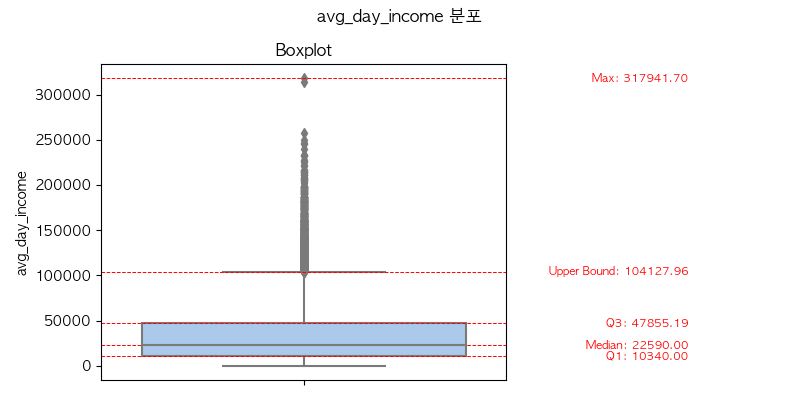 avg_day_income 분포
Boxplot
avg_day_income
300000
250000
200000
150000
100000
50000
0
Max: 317941.70
Upper Bound: 104127.96
Q3: 47855.19
Median: 22590.00
Q1: 10340.00